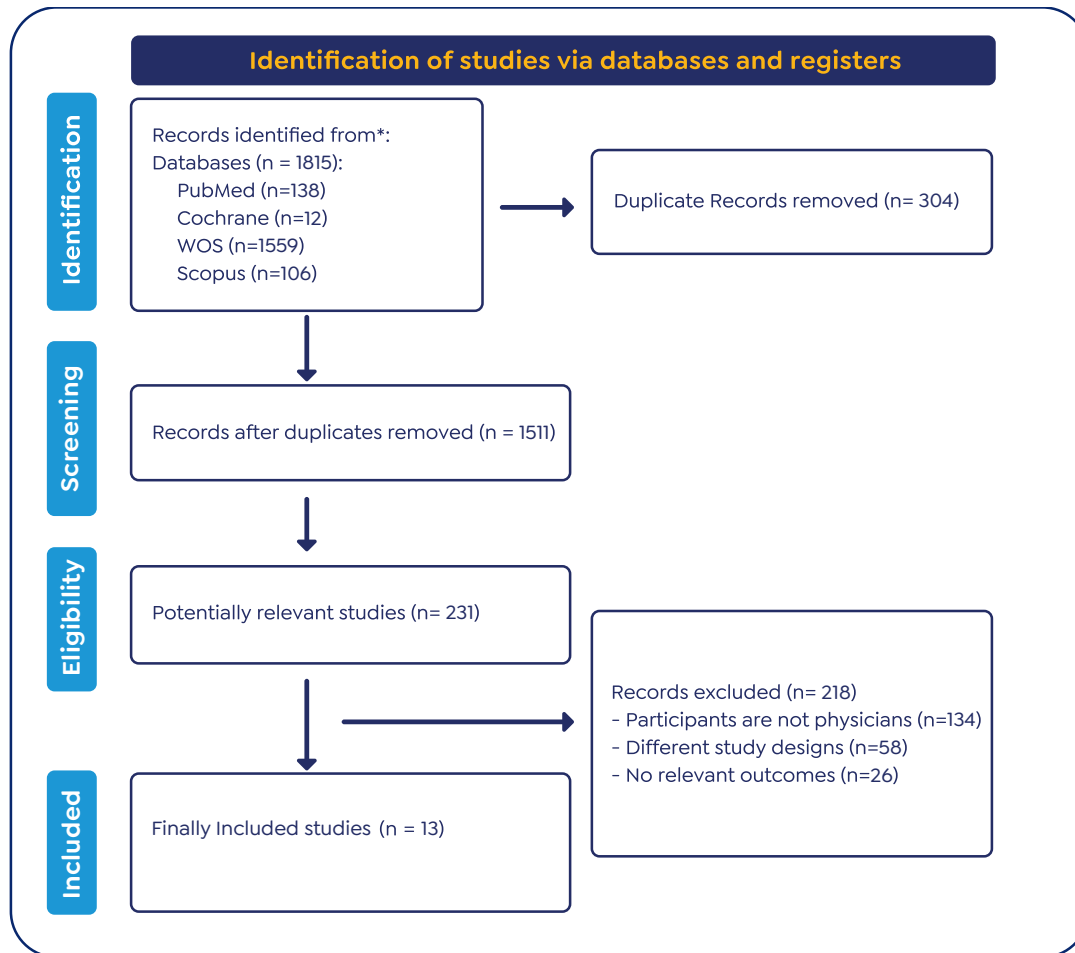 Identification of studies via databases and registers
Identification
Records identified from*:
Databases (n = 1815):
PubMed (n=138)
Cochrane (n=12)
WOS (n=1559)
Scopus (n=106)
Duplicate Records removed (n= 304)
Screening
Records after duplicates removed (n = 1511)
Eligibility
Potentially relevant studies (n= 231)
Records excluded (n= 218)
- Participants are not physicians (n=134)
- Different study designs (n=58)
- No relevant outcomes (n=26)
Included
Finally Included studies (n = 13)